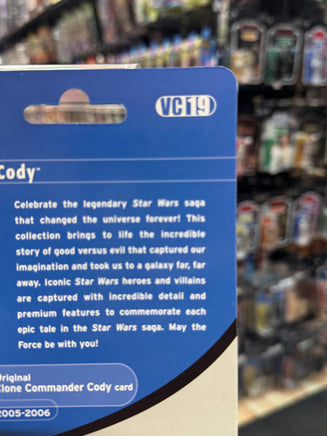 VC19
Cody™
Celebrate the legendary Star Wars saga
that changed the universe forever! This
collection brings to life the incredible
story of good versus evil that captured our
imagination and took us to a galaxy far, far
away. Iconic Star Wars heroes and villains
are captured with incredible detail and
premium features to commemorate each
epic tale in the Star Wars saga. May the
Force be with you!
Original
Clone Commander Cody card
2005-2006